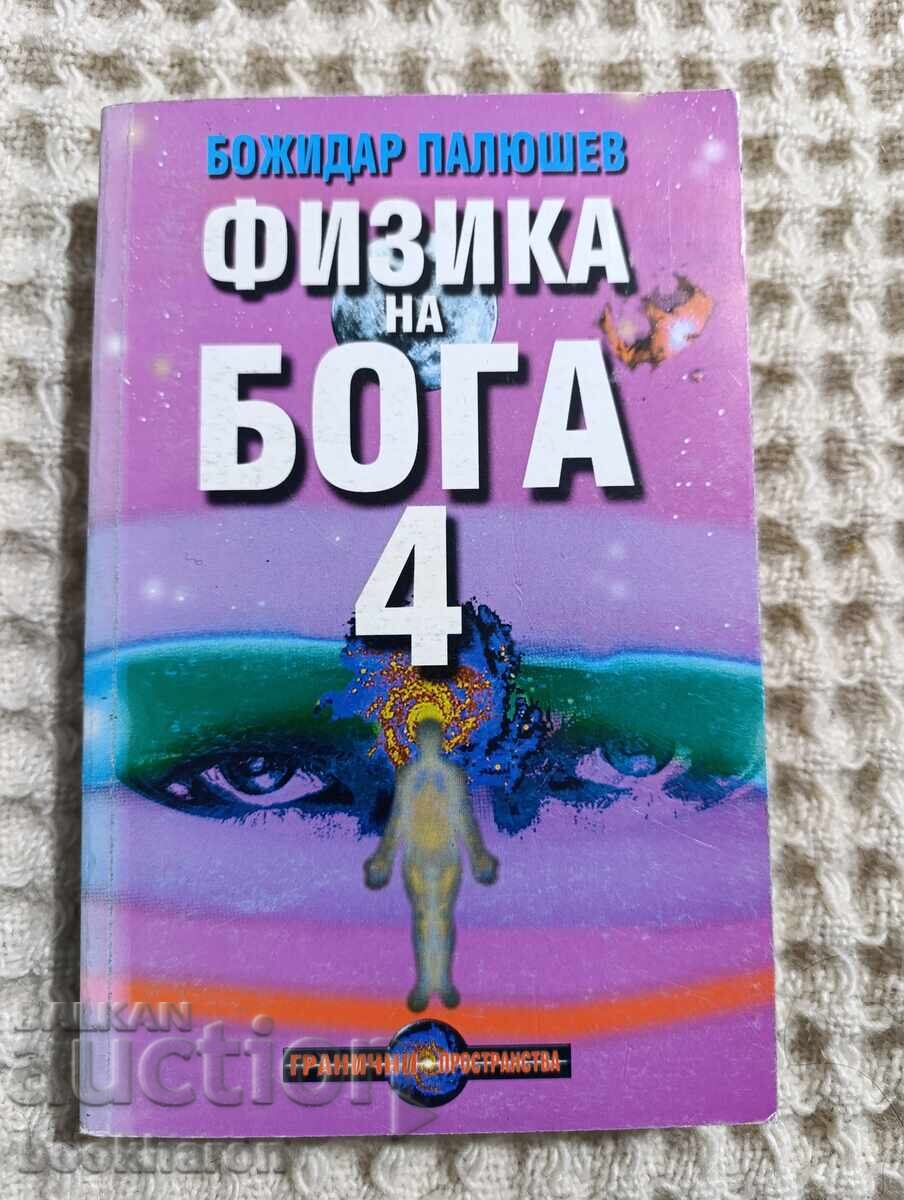 БОЖИДАР ПАЛЮШЕВ
ФИЗИКА
НА
БОГА
4
ГРАНИЧНИ ПРОСТРАНСТВА
BALKAN
auction
bookharon